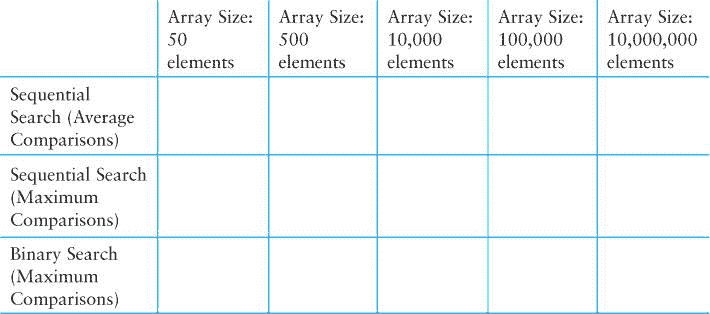 Array Size:
50
elements
Array Size:
500
elements
Array Size:
10,000
elements
Array Size:
100,000
elements
Array Size:
10,000,000
elements
Sequential
Search (Average
Comparisons)
Sequential Search
(Maximum
Comparisons)
Binary Search
(Maximum
Comparisons)